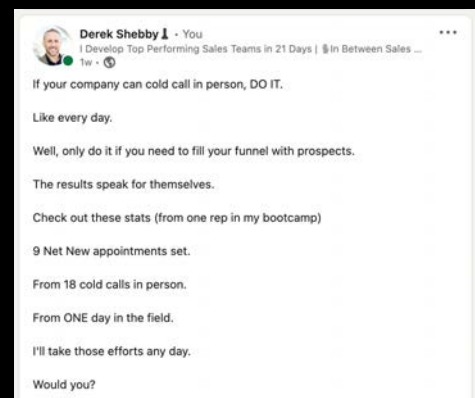 Derek Shebby • You
I Develop Top Performing Sales Teams in 21 Days | In Between Sales ...
1w •
If your company can cold call in person, DO IT.
Like every day.
Well, only do it if you need to fill your funnel with prospects.
The results speak for themselves.
Check out these stats (from one rep in my bootcamp)
9 Net New appointments set.
From 18 cold calls in person.
From ONE day in the field.
I'll take those efforts any day.
Would you?